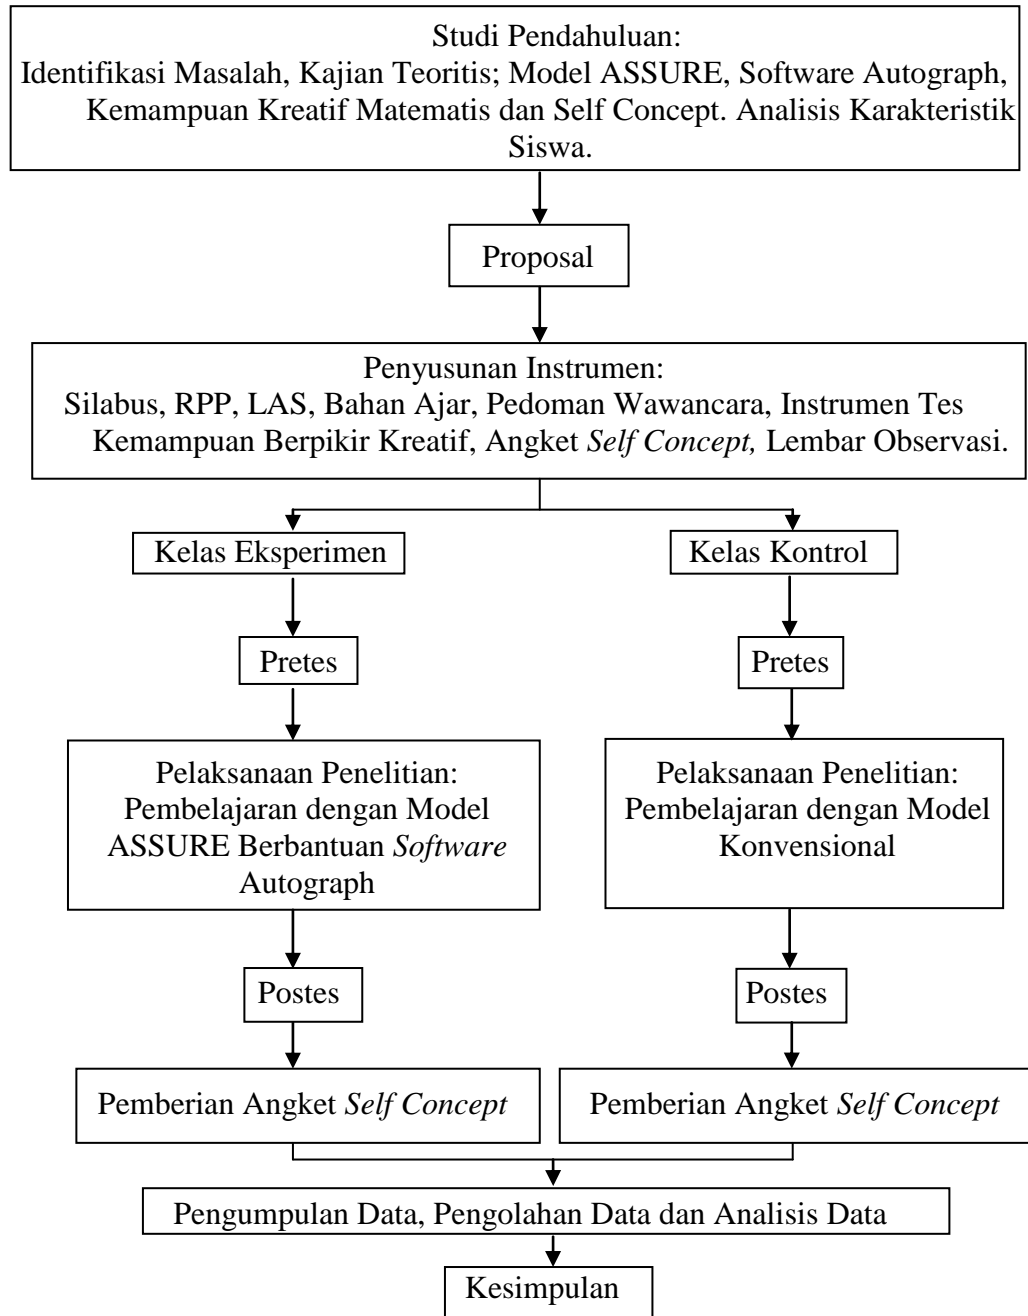 Studi Pendahuluan:
Identifikasi Masalah, Kajian Teoritis; Model ASSURE, Software Autograph,
Kemampuan Kreatif Matematis dan Self Concept. Analisis Karakteristik
Siswa.
Proposal
Penyusunan Instrumen:
Silabus, RPP, LAS, Bahan Ajar, Pedoman Wawancara, Instrumen Tes
Kemampuan Berpikir Kreatif, Angket Self Concept, Lembar Observasi.
Kelas Eksperimen
Kelas Kontrol
Pretes
Pretes
Pelaksanaan Penelitian:
Pembelajaran dengan Model
ASSURE Berbantuan Software
Autograph
Pelaksanaan Penelitian:
Pembelajaran dengan Model
Konvensional
Postes
Postes
Pemberian Angket Self Concept
Pemberian Angket Self Concept
Pengumpulan Data, Pengolahan Data dan Analisis Data
Kesimpulan